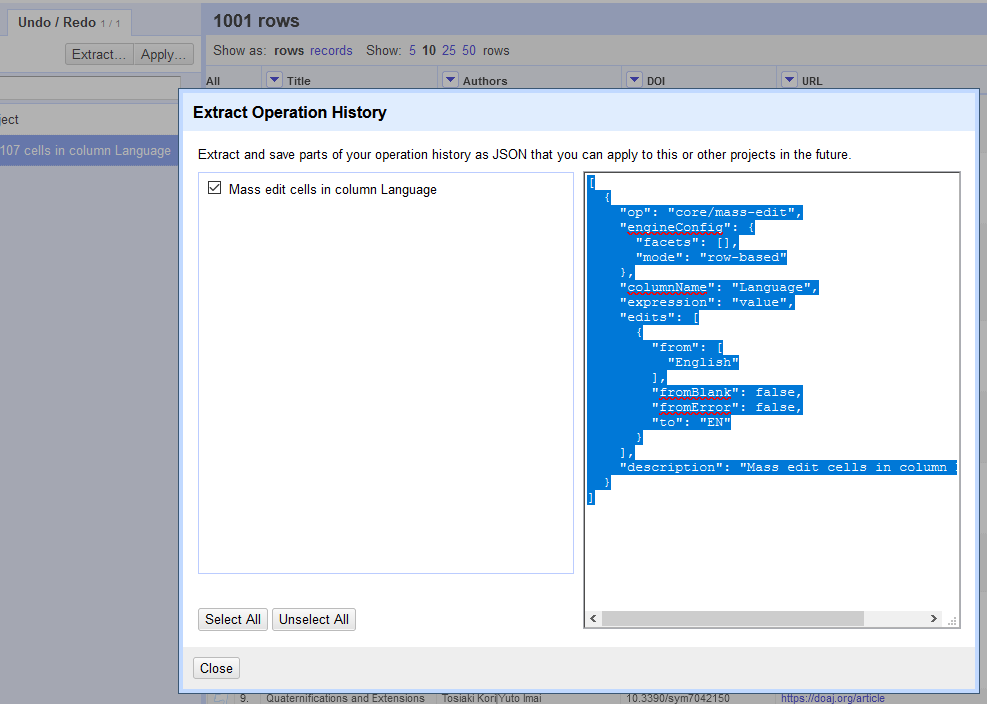 Undo / Redo 1 / 1
1001 rows
Extract... Apply...
Show as: rows records Show: 5 10 25 50 rows
All Title Authors DOI URL
ject
107 cells in column Language
Extract Operation History
Extract and save parts of your operation history as JSON that you can apply to this or other projects in the future.
Mass edit cells in column Language
[
{
"op": "core/mass-edit",
"engineConfig": {
"facets": [],
"mode": "row-based"
},
"columnName": "Language",
"expression": "value",
"edits": [
{
"from": [
"English"
],
"fromBlank": false,
"fromError": false,
"to": "EN"
}
],
"description": "Mass edit cells in column
}
]
Select All Unselect All
Close
9. Quaternifications and Extensions Tosiaki Kori|Yuto Imai 10.3390/sym7042150 https://doaj.org/article